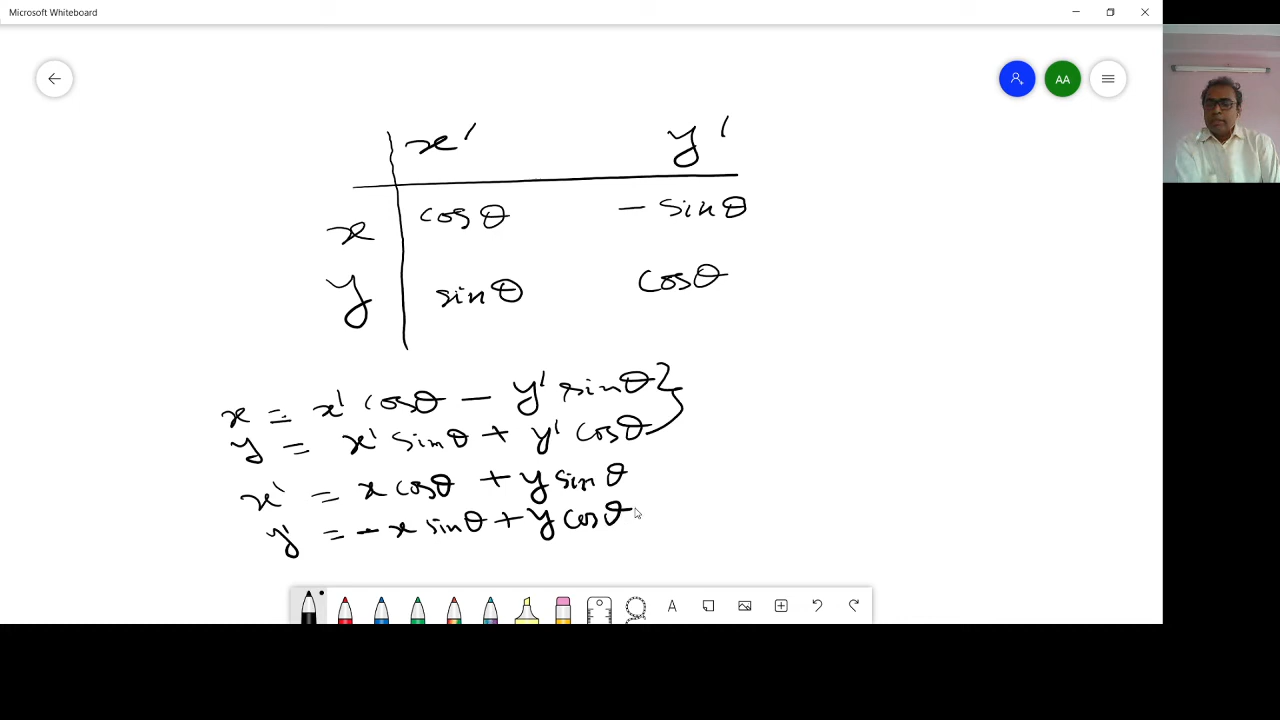 Microsoft Whiteboard
AA
x' y'
x cosθ - sinθ
y sinθ cosθ
x = x' cosθ - y' sinθ }
y = x' sinθ + y' cosθ
x' = x cosθ + y sinθ
y' = - x sinθ + y cosθ
A